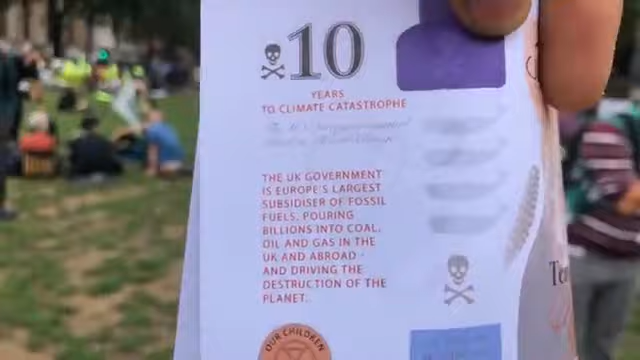 10
YEARS
TO CLIMATE CATASTROPHE
THE UK GOVERNMENT
IS EUROPE'S LARGEST
SUBSIDISER OF FOSSIL
FUELS, POURING
BILLIONS INTO COAL,
OIL AND GAS IN THE
UK AND ABROAD -
AND DRIVING THE
DESTRUCTION OF THE
PLANET.
OUR CHILDREN